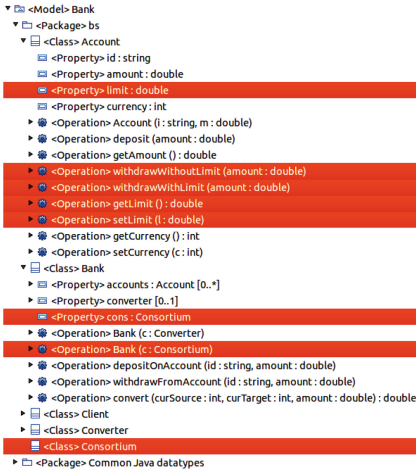 <Model> Bank
<Package> bs
<Class> Account
<Property> id : string
<Property> amount : double
<Property> limit : double
<Property> currency : int
<Operation> Account (i : string, m : double)
<Operation> deposit (amount : double)
<Operation> getAmount () : double
<Operation> withdrawWithoutLimit (amount : double)
<Operation> withdrawWithLimit (amount : double)
<Operation> getLimit () : double
<Operation> setLimit (l : double)
<Operation> getCurrency () : int
<Operation> setCurrency (c : int)
<Class> Bank
<Property> accounts : Account [0..*]
<Property> converter [0..1]
<Property> cons : Consortium
<Operation> Bank (c : Converter)
<Operation> Bank (c : Consortium)
<Operation> depositOnAccount (id : string, amount : double)
<Operation> withdrawFromAccount (id : string, amount : double)
<Operation> convert (curSource : int, curTarget : int, amount : double) : double
<Class> Client
<Class> Converter
<Class> Consortium
<Package> Common Java datatypes